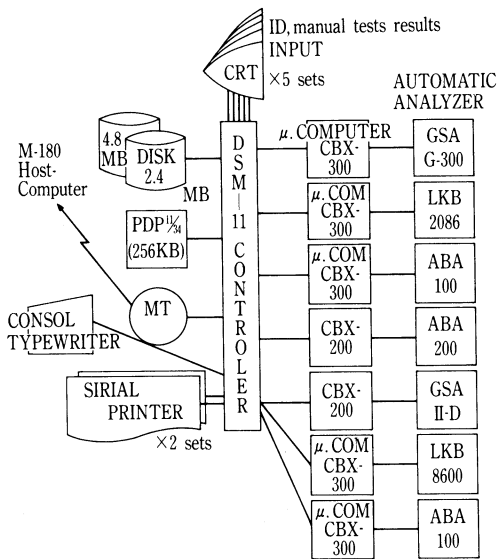 ID, manual tests results
INPUT
CRT
×5 sets
AUTOMATIC
ANALYZER
4.8
MB
DISK
2.4
MB
M-180
Host-
Computer
PDP 11/34
(256KB)
MT
CONSOL
TYPEWRITER
SIRIAL
PRINTER
×2 sets
DSM-11 CONTROLER
μ. COMPUTER
CBX-
300
GSA
G-300
μ. COM
CBX-
300
LKB
2086
μ. COM
CBX-
300
ABA
100
CBX-
200
ABA
200
CBX-
200
GSA
II-D
μ. COM
CBX-
300
LKB
8600
μ. COM
CBX-
300
ABA
100